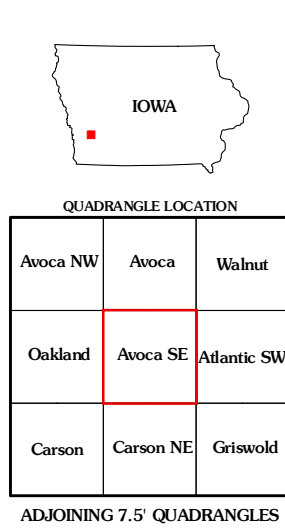 IOWA
QUADRANGLE LOCATION
Avoca NW Avoca Walnut
Oakland Avoca SE Atlantic SW
Carson Carson NE Griswold
ADJOINING 7.5' QUADRANGLES